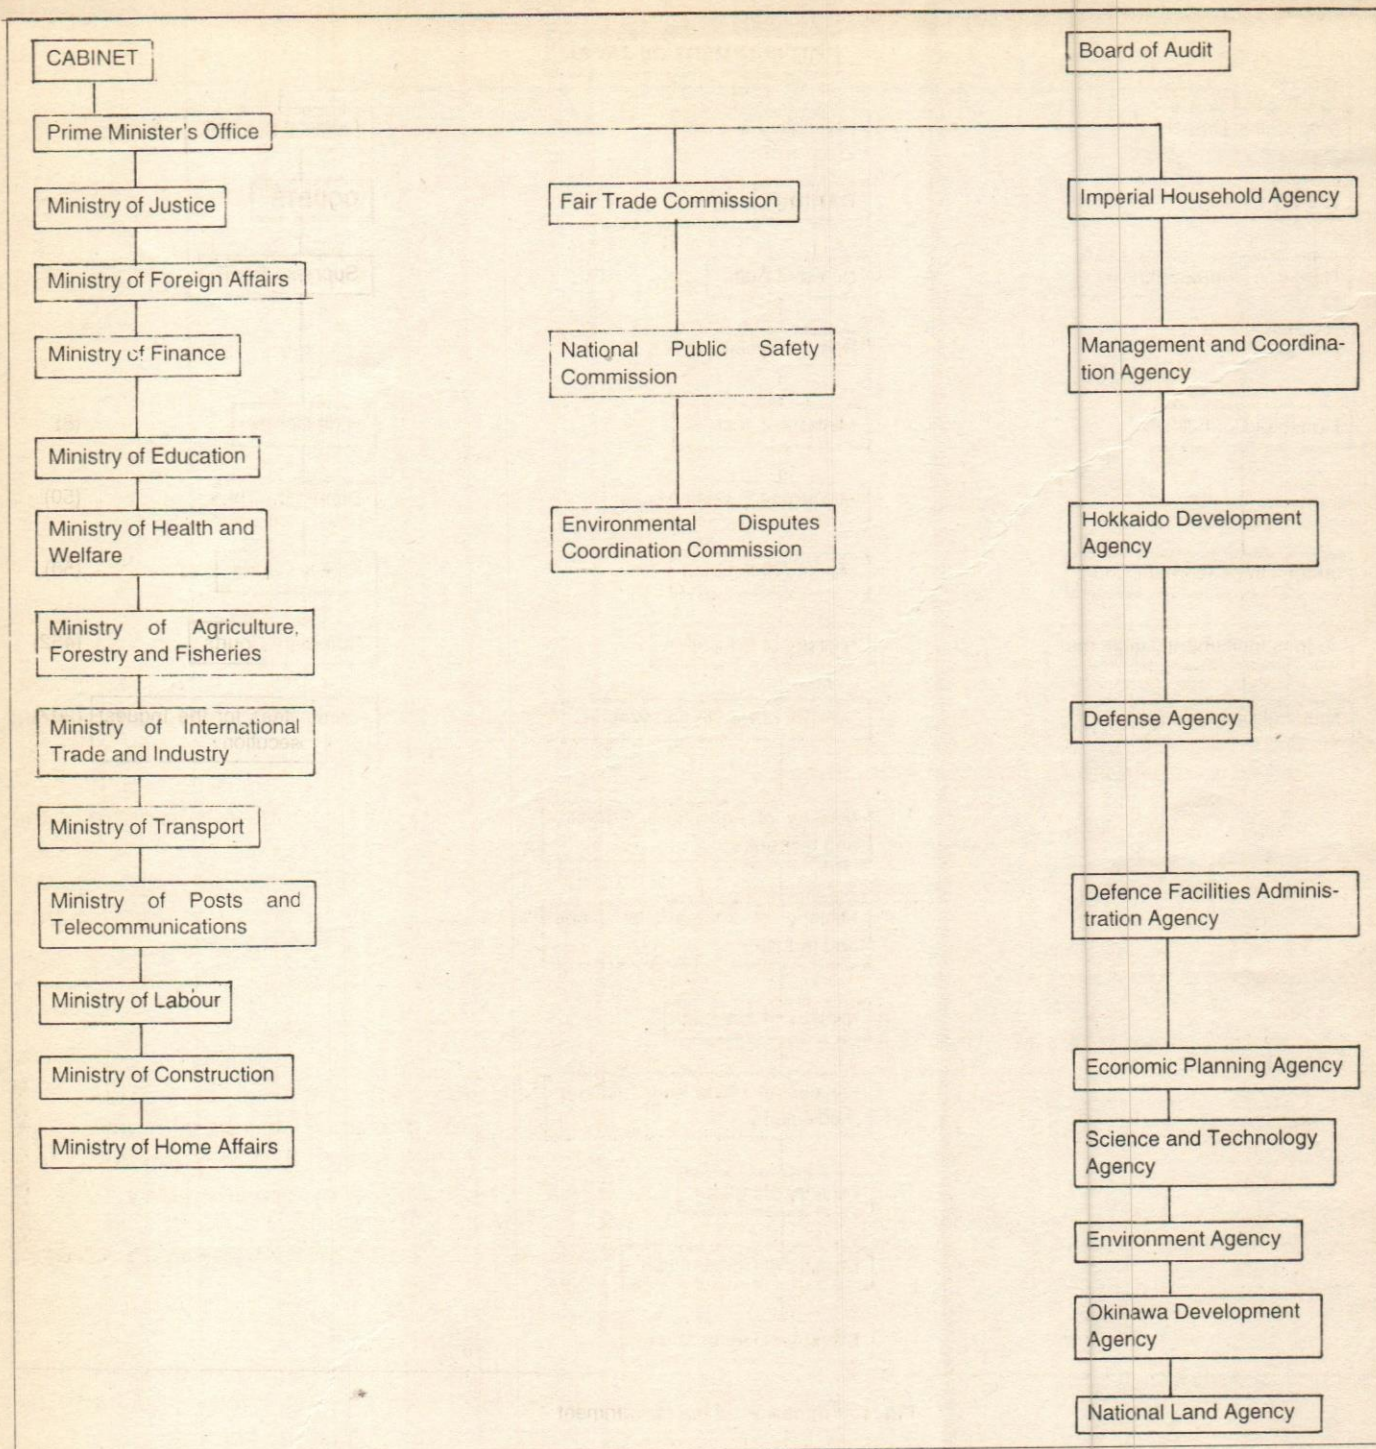 CABINET
Board of Audit
Prime Minister's Office
Ministry of Justice
Ministry of Foreign Affairs
Ministry of Finance
Ministry of Education
Ministry of Health and
Welfare
Ministry of Agriculture,
Forestry and Fisheries
Ministry of International
Trade and Industry
Ministry of Transport
Ministry of Posts and
Telecommunications
Ministry of Labour
Ministry of Construction
Ministry of Home Affairs
Fair Trade Commission
National Public Safety
Commission
Environmental Disputes
Coordination Commission
Imperial Household Agency
Management and Coordina-
tion Agency
Hokkaido Development
Agency
Defense Agency
Defence Facilities Adminis-
tration Agency
Economic Planning Agency
Science and Technology
Agency
Environment Agency
Okinawa Development
Agency
National Land Agency